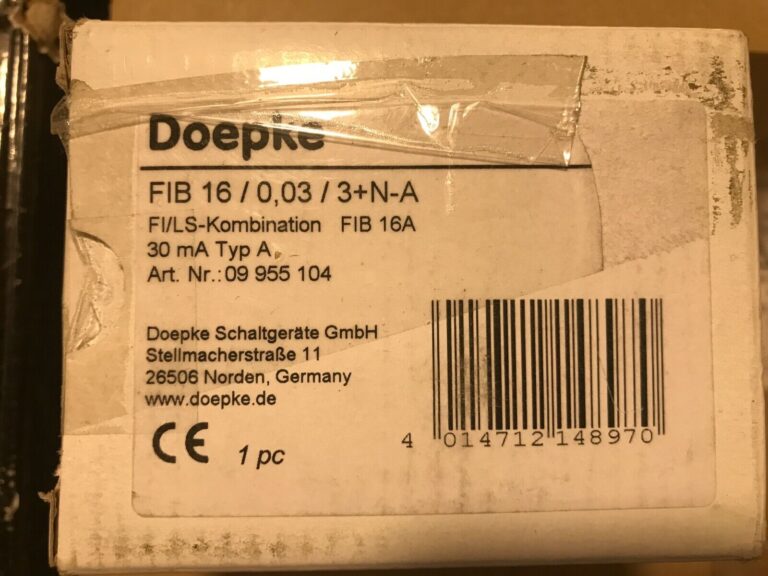 Doepke
FIB 16 / 0,03 / 3+N-A
FI/LS-Kombination FIB 16A
30 mA Typ A
Art. Nr.: 09 955 104
Doepke Schaltgeräte GmbH
Stellmacherstraße 11
26506 Norden, Germany
www.doepke.de
CE 1 pc
4 014712 148970